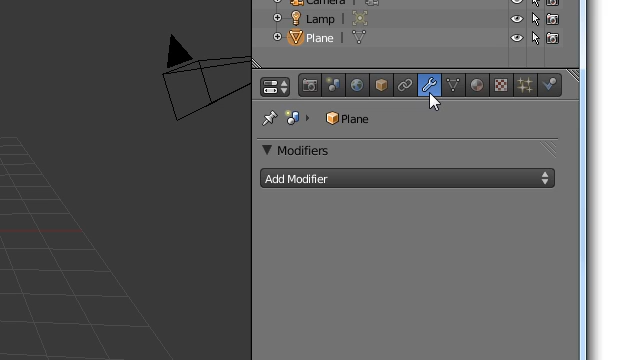 Camera
Lamp
Plane
Plane
Modifiers
Add Modifier